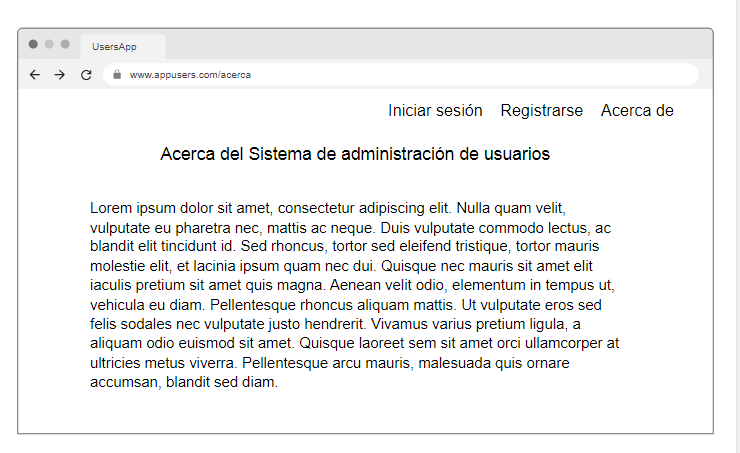 UsersApp
www.appusers.com/acerca
Iniciar sesión Registrarse Acerca de
Acerca del Sistema de administración de usuarios
Lorem ipsum dolor sit amet, consectetur adipiscing elit. Nulla quam velit,
vulputate eu pharetra nec, mattis ac neque. Duis vulputate commodo lectus, ac
blandit elit tincidunt id. Sed rhoncus, tortor sed eleifend tristique, tortor mauris
molestie elit, et lacinia ipsum quam nec dui. Quisque nec mauris sit amet elit
iaculis pretium sit amet quis magna. Aenean velit odio, elementum in tempus ut,
vehicula eu diam. Pellentesque rhoncus aliquam mattis. Ut vulputate eros sed
felis sodales nec vulputate justo hendrerit. Vivamus varius pretium ligula, a
aliquam odio euismod sit amet. Quisque laoreet sem sit amet orci ullamcorper at
ultricies metus viverra. Pellentesque arcu mauris, malesuada quis ornare
accumsan, blandit sed diam.